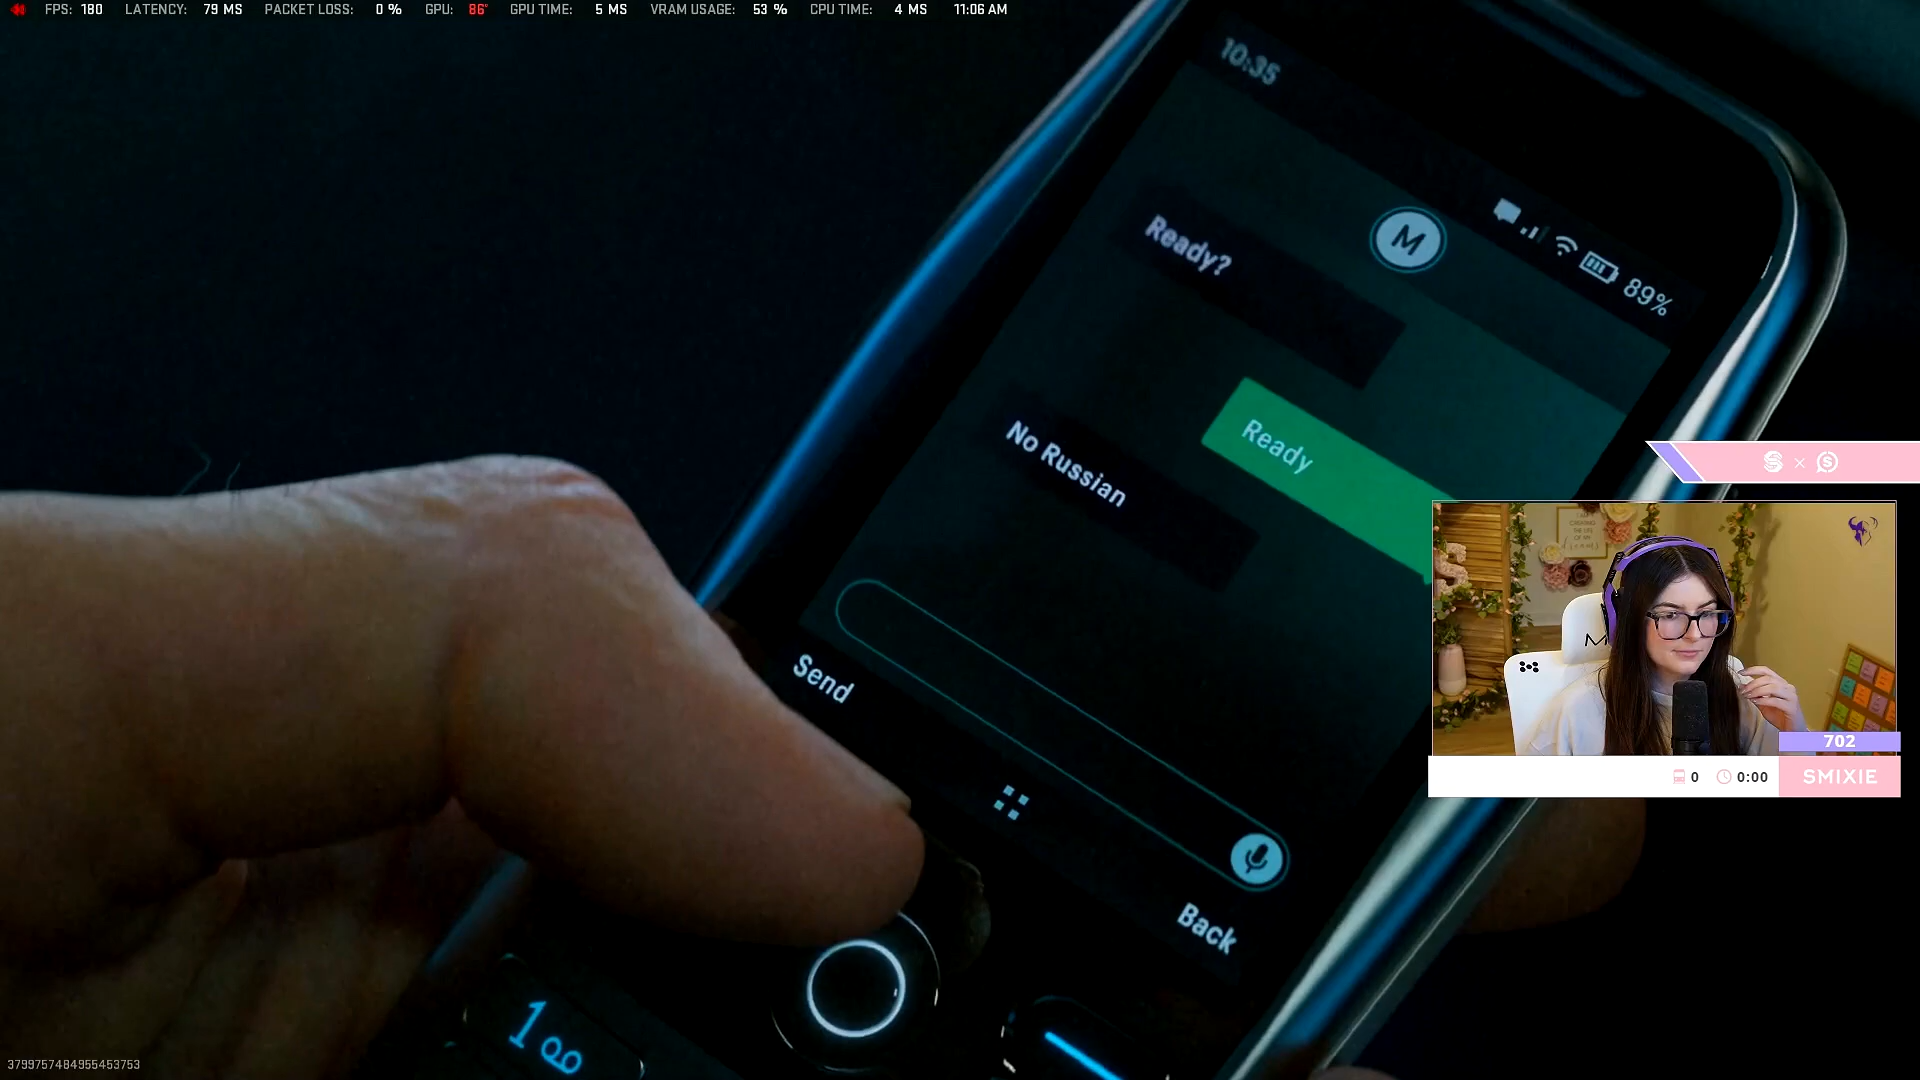 FPS: 180 LATENCY: 79 MS PACKET LOSS: 0 % GPU: 86° GPU TIME: 5 MS VRAM USAGE: 53 % CPU TIME: 4 MS 11:06 AM
10:35
89%
M
Ready?
Ready
No Russian
Send
Back
1
702
0 0:00 SMIXIE
3799757484955453753